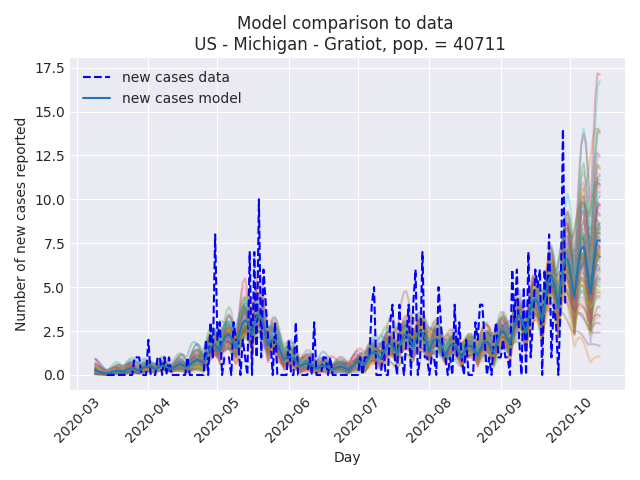 Model comparison to data
US - Michigan - Gratiot, pop. = 40711
17.5
15.0
12.5
10.0
7.5
5.0
2.5
0.0
Number of new cases reported
new cases data
new cases model
2020-03
2020-04
2020-05
2020-06
2020-07
2020-08
2020-09
2020-10
Day